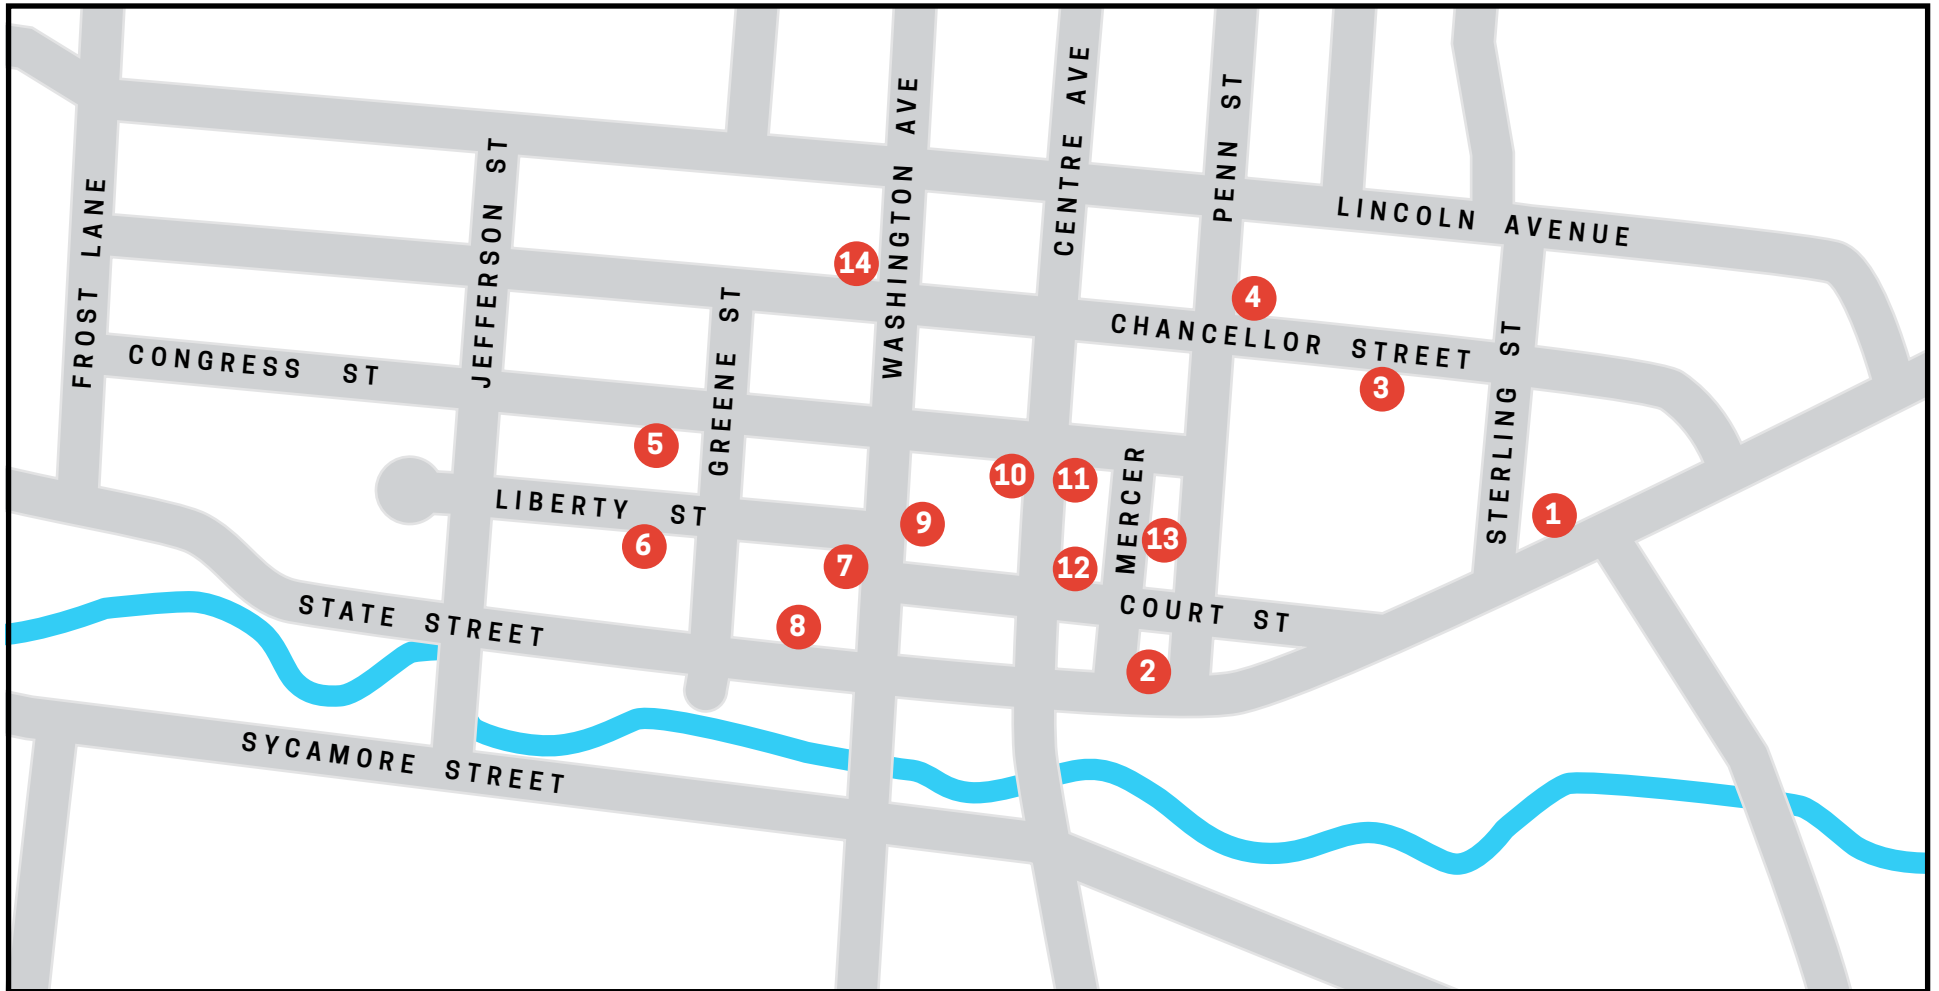 FROST LANE
JEFFERSON ST
GREENE ST
WASHINGTON AVE
CENTRE AVE
PENN ST
LINCOLN AVENUE
14
4
CHANCELLOR STREET
STERLING ST
CONGRESS ST
3
5
10
11
MERCER
LIBERTY ST
1
9
6
13
7
12
STATE STREET
8
COURT ST
2
SYCAMORE STREET